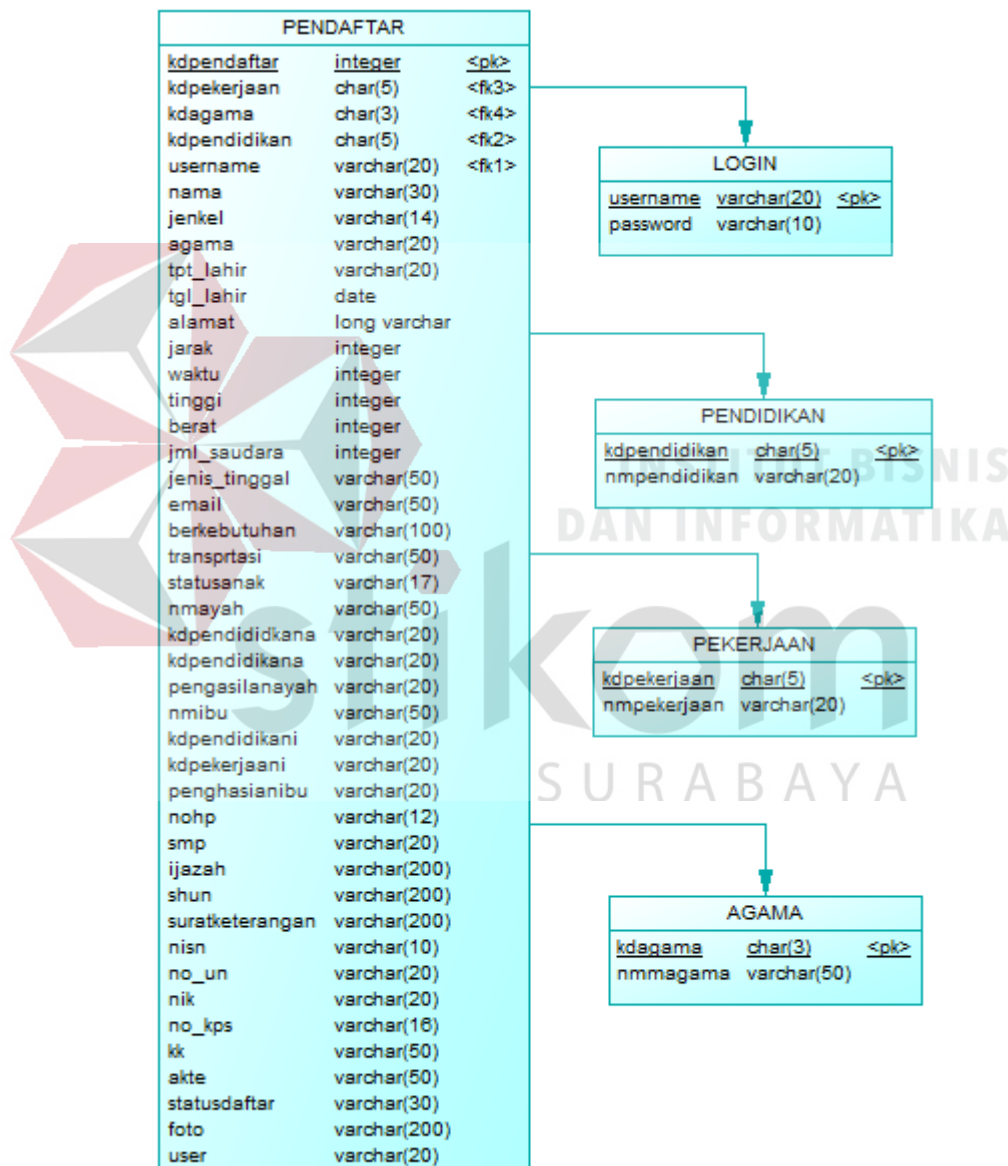 PENDAFTAR
kdpendaftar integer <pk>
kdpekerjaan char(5) <fk3>
kdagama char(3) <fk4>
kdpendidikan char(5) <fk2>
username varchar(20) <fk1>
nama varchar(30)
jenkel varchar(14)
agama varchar(20)
tpt_lahir varchar(20)
tgl_lahir date
alamat long varchar
jarak integer
waktu integer
tinggi integer
berat integer
jml_saudara integer
jenis_tinggal varchar(50)
email varchar(50)
berkebutuhan varchar(100)
transprtasi varchar(50)
statusanak varchar(17)
nmayah varchar(50)
kdpendididkana varchar(20)
kdpendidikana varchar(20)
pengasilanayah varchar(20)
nmibu varchar(50)
kdpendidikani varchar(20)
kdpekerjaani varchar(20)
penghasianibu varchar(20)
nohp varchar(12)
smp varchar(20)
ijazah varchar(200)
shun varchar(200)
suratketerangan varchar(200)
nisn varchar(10)
no_un varchar(20)
nik varchar(20)
no_kps varchar(16)
kk varchar(50)
akte varchar(50)
statusdaftar varchar(30)
foto varchar(200)
user varchar(20)
LOGIN
username varchar(20) <pk>
password varchar(10)
PENDIDIKAN
kdpendidikan char(5) <pk>
nmpendidikan varchar(20)
PEKERJAAN
kdpekerjaan char(5) <pk>
nmpekerjaan varchar(20)
AGAMA
kdagama char(3) <pk>
nmmagama varchar(50)
INSTITUT BISNIS
DAN INFORMATIKA
stikom
SURABAYA